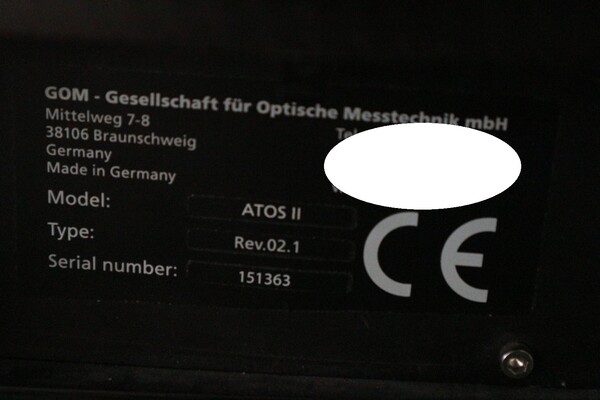 GOM - Gesellschaft für Optische Messtechnik mbH
Mittelweg 7-8
38106 Braunschweig
Germany
Made in Germany
Model: ATOS II
Type: Rev.02.1
Serial number: 151363
CE